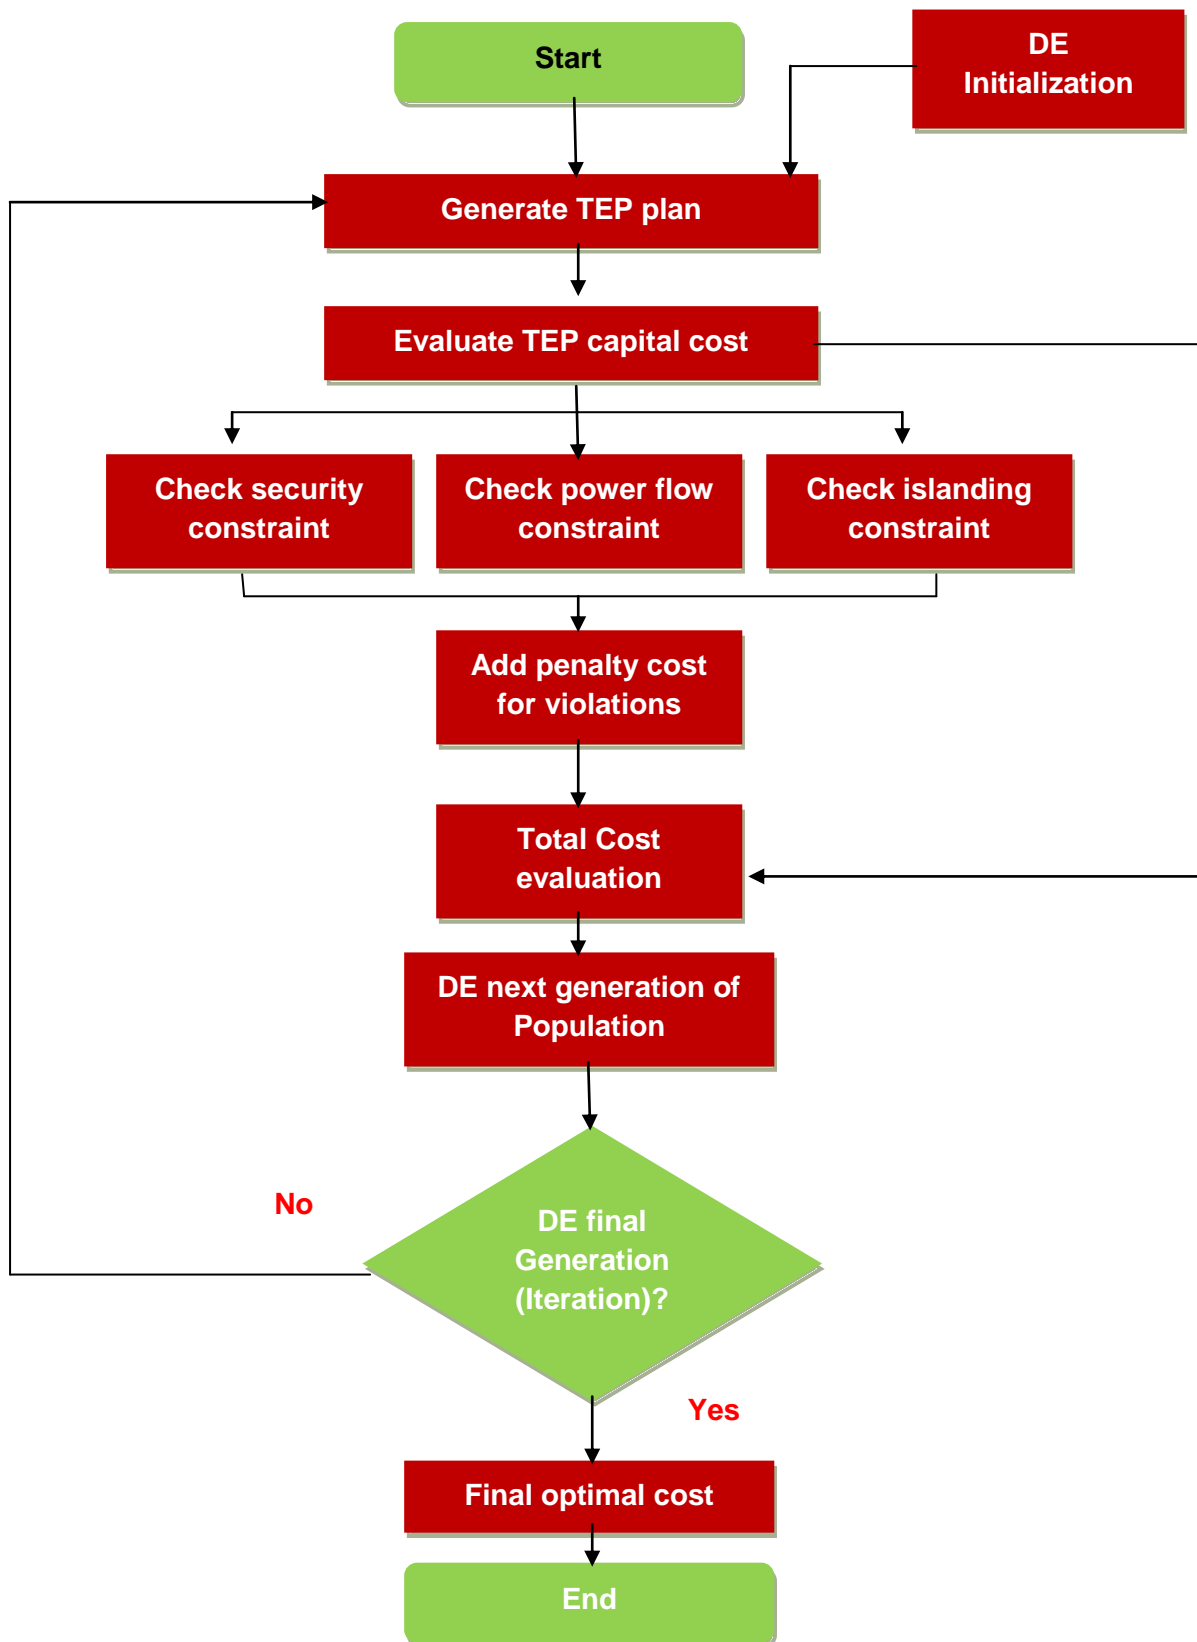 Start
DE
Initialization
Generate TEP plan
Evaluate TEP capital cost
Check security
constraint
Check power flow
constraint
Check islanding
constraint
Add penalty cost
for violations
Total Cost
evaluation
DE next generation of
Population
No
DE final
Generation
(Iteration)?
Yes
Final optimal cost
End